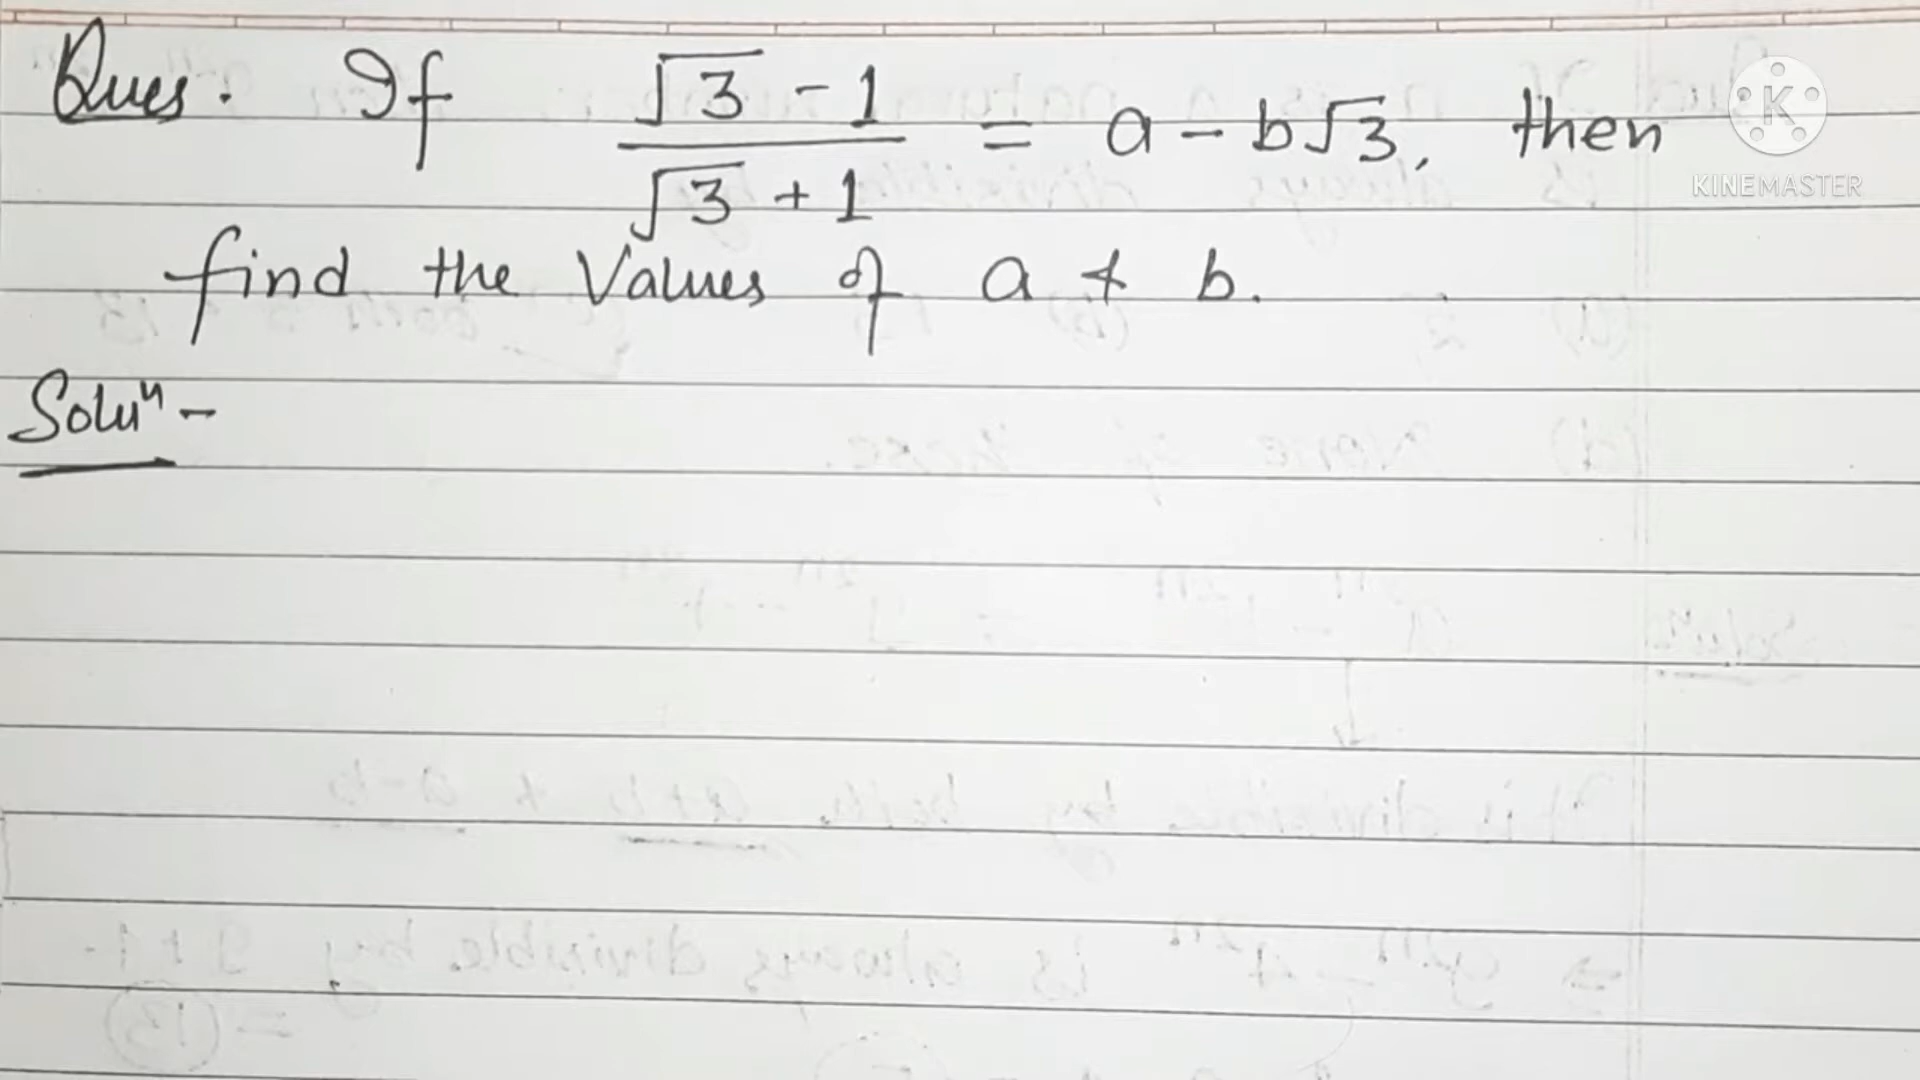 Ques. If √3 - 1 / √3 + 1 = a - b√3, then
find the values of a & b.
Soluⁿ -
KINEMASTER